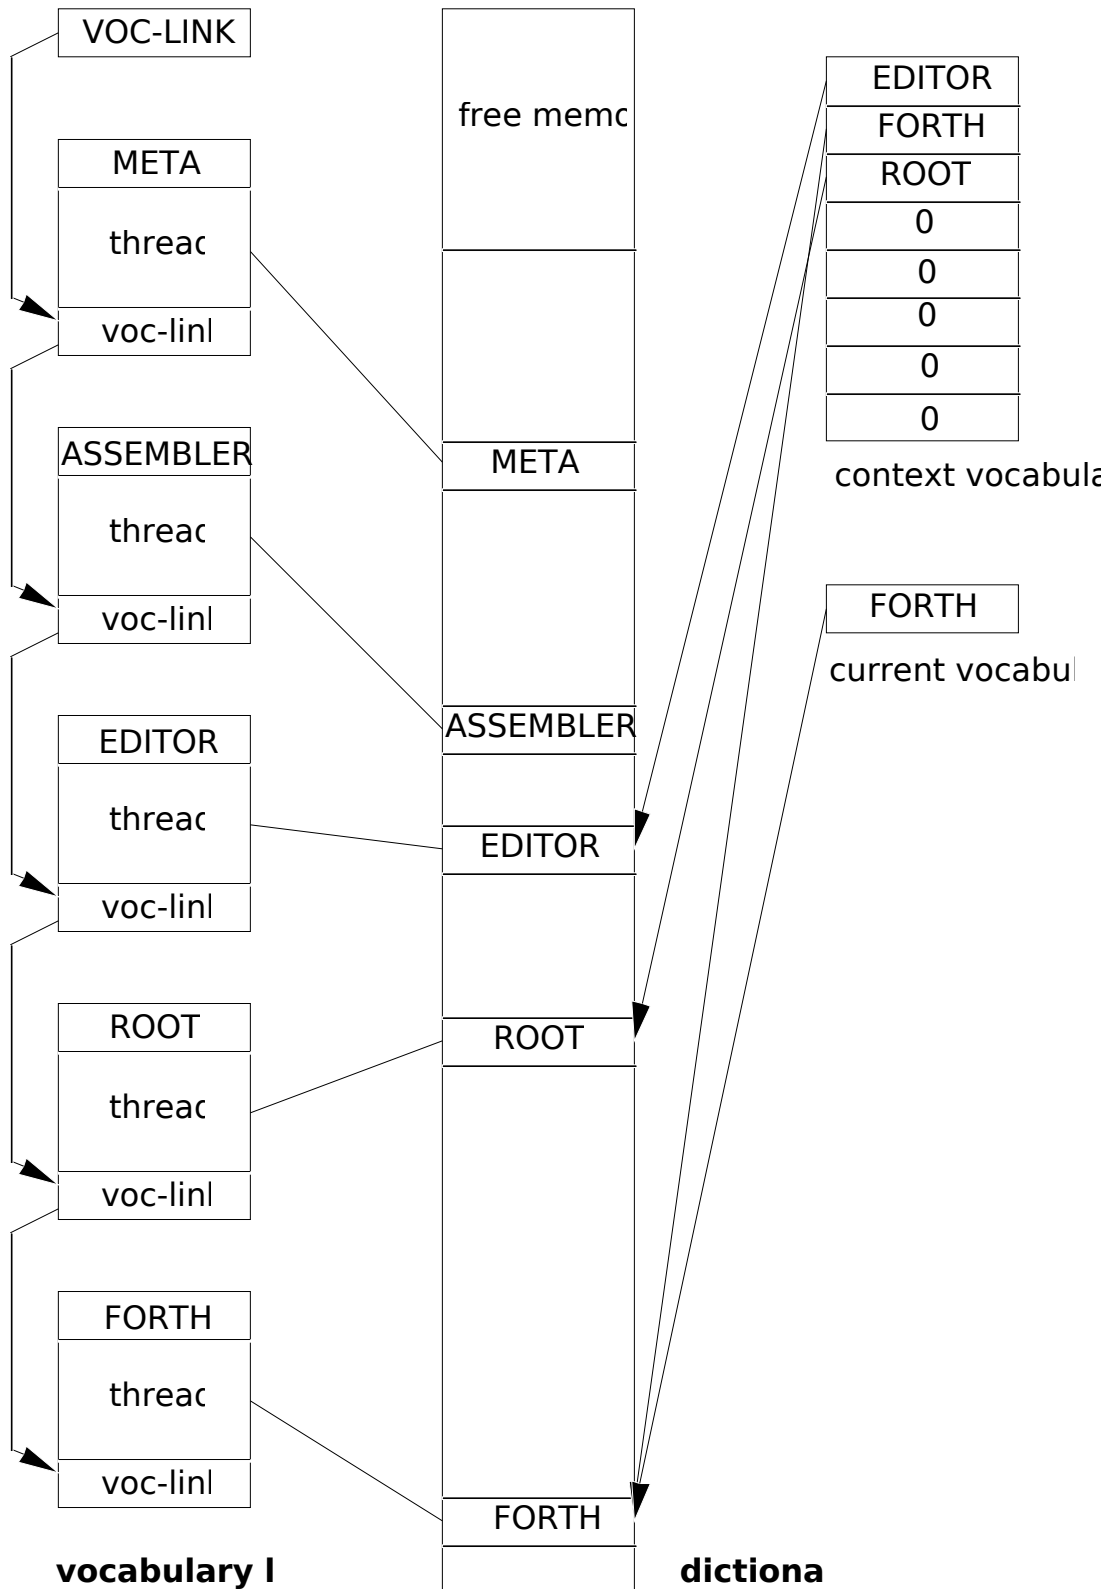 VOC-LINK
META
threac
voc-linl
ASSEMBLER
threac
voc-linl
EDITOR
threac
voc-linl
ROOT
threac
voc-linl
FORTH
threac
voc-linl
vocabulary l
free memo
META
ASSEMBLER
EDITOR
ROOT
FORTH
dictiona
EDITOR
FORTH
ROOT
0
0
0
0
0
context vocabula
FORTH
current vocabul